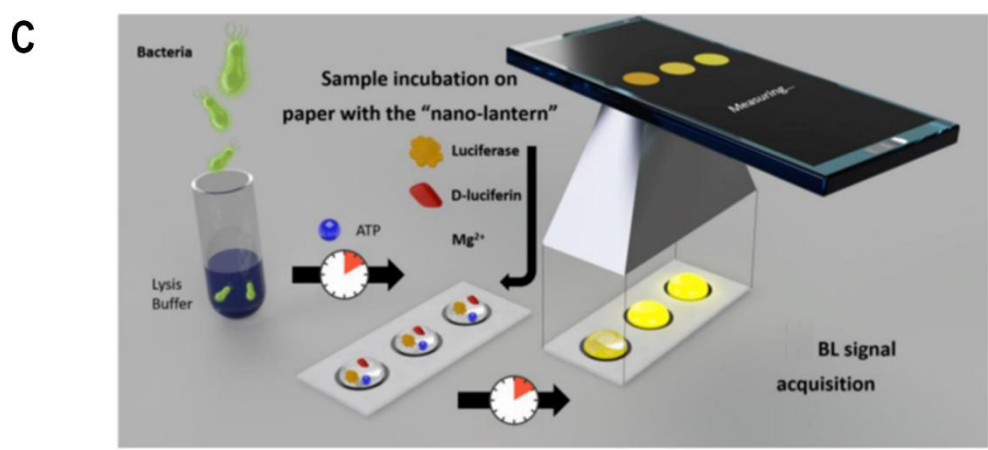 C
Bacteria
Sample incubation on
paper with the “nano-lantern”
Luciferase
D-luciferin
Mg²⁺
ATP
Lysis
Buffer
Measuring...
BL signal
acquisition